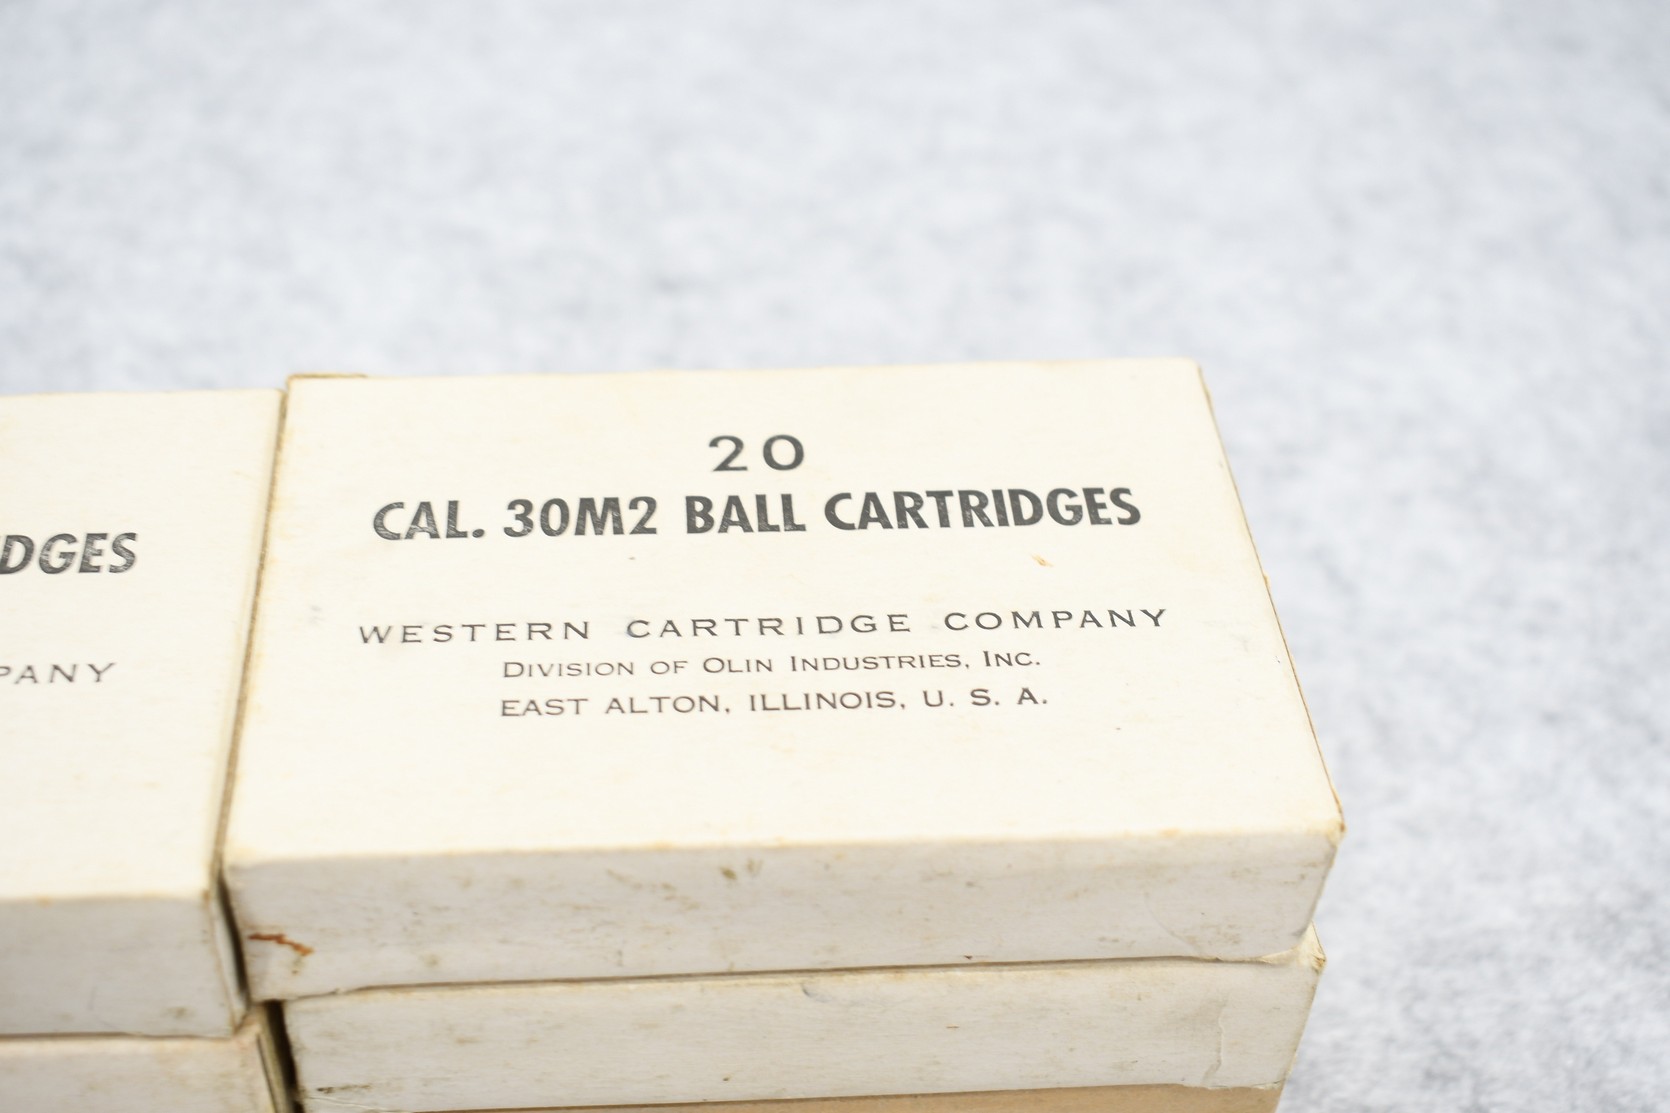 20
CAL. 30M2 BALL CARTRIDGES
WESTERN CARTRIDGE COMPANY
DIVISION OF OLIN INDUSTRIES, INC.
EAST ALTON, ILLINOIS, U. S. A.
DGES
PANY